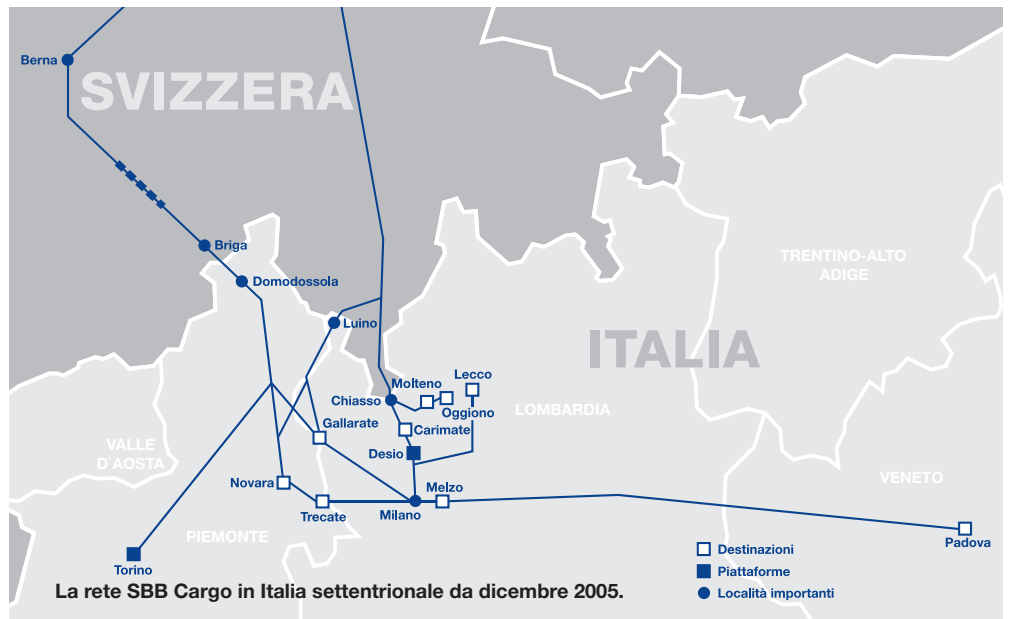 Berna
SVIZZERA
Briga
TRENTINO-ALTO
ADIGE
Domodossola
Luino
ITALIA
Lecco
Molteno
Chiasso
Oggiono
LOMBARDIA
Gallarate
Carimate
VALLE
D`AOSTA
Desio
VENETO
Novara
Melzo
Trecate
Milano
PIEMONTE
Padova
Destinazioni
Torino
Piattaforme
La rete SBB Cargo in Italia settentrionale da dicembre 2005.
Località importanti